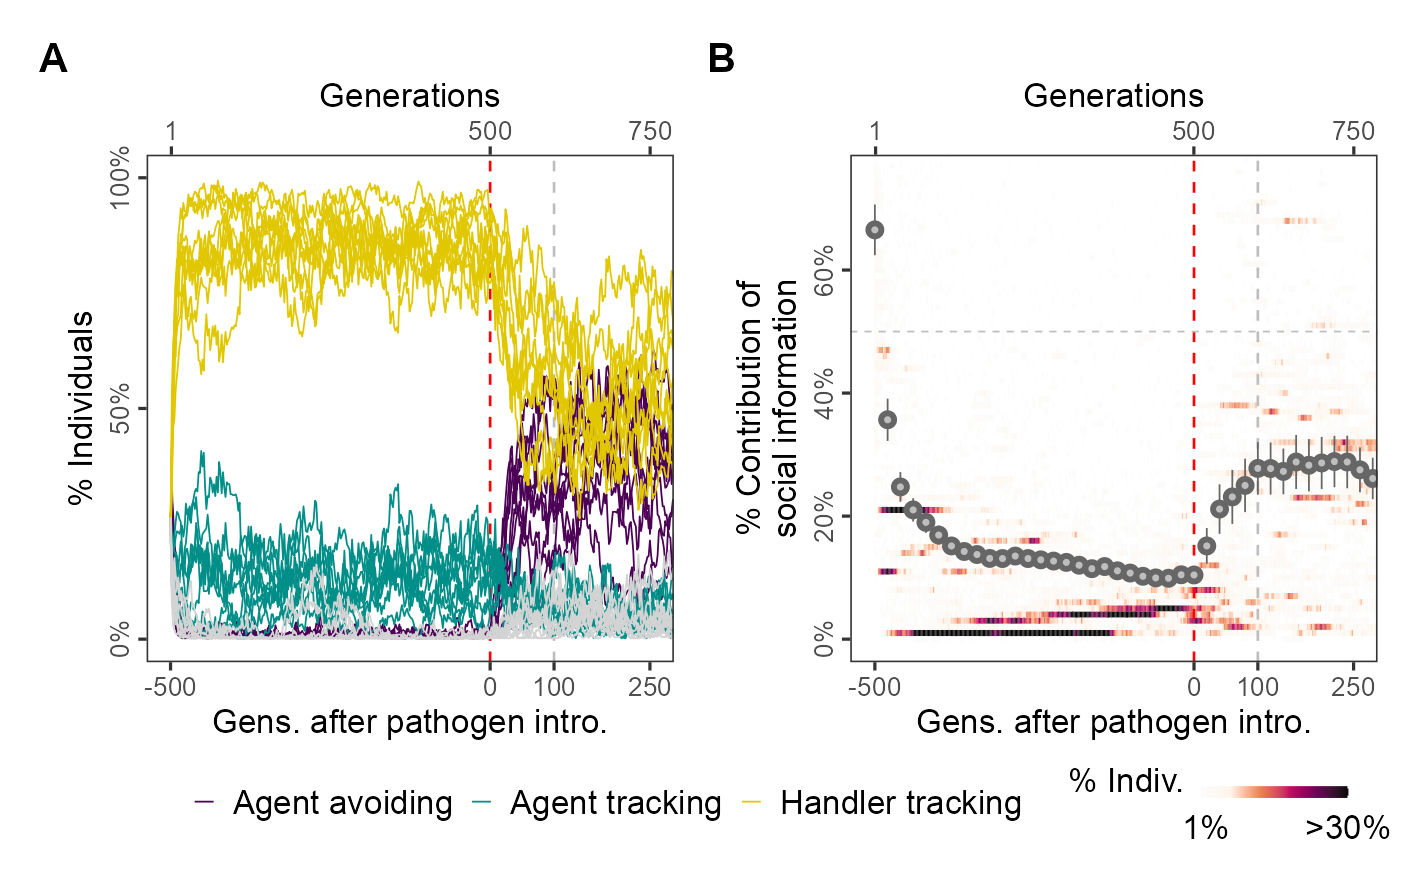 A
Generations
1 500 750
% Individuals
100%
50%
0%
-500 0 100 250
Gens. after pathogen intro.
B
Generations
1 500 750
% Contribution of
social information
60%
40%
20%
0%
-500 0 100 250
Gens. after pathogen intro.
Agent avoiding Agent tracking Handler tracking
% Indiv.
1% >30%